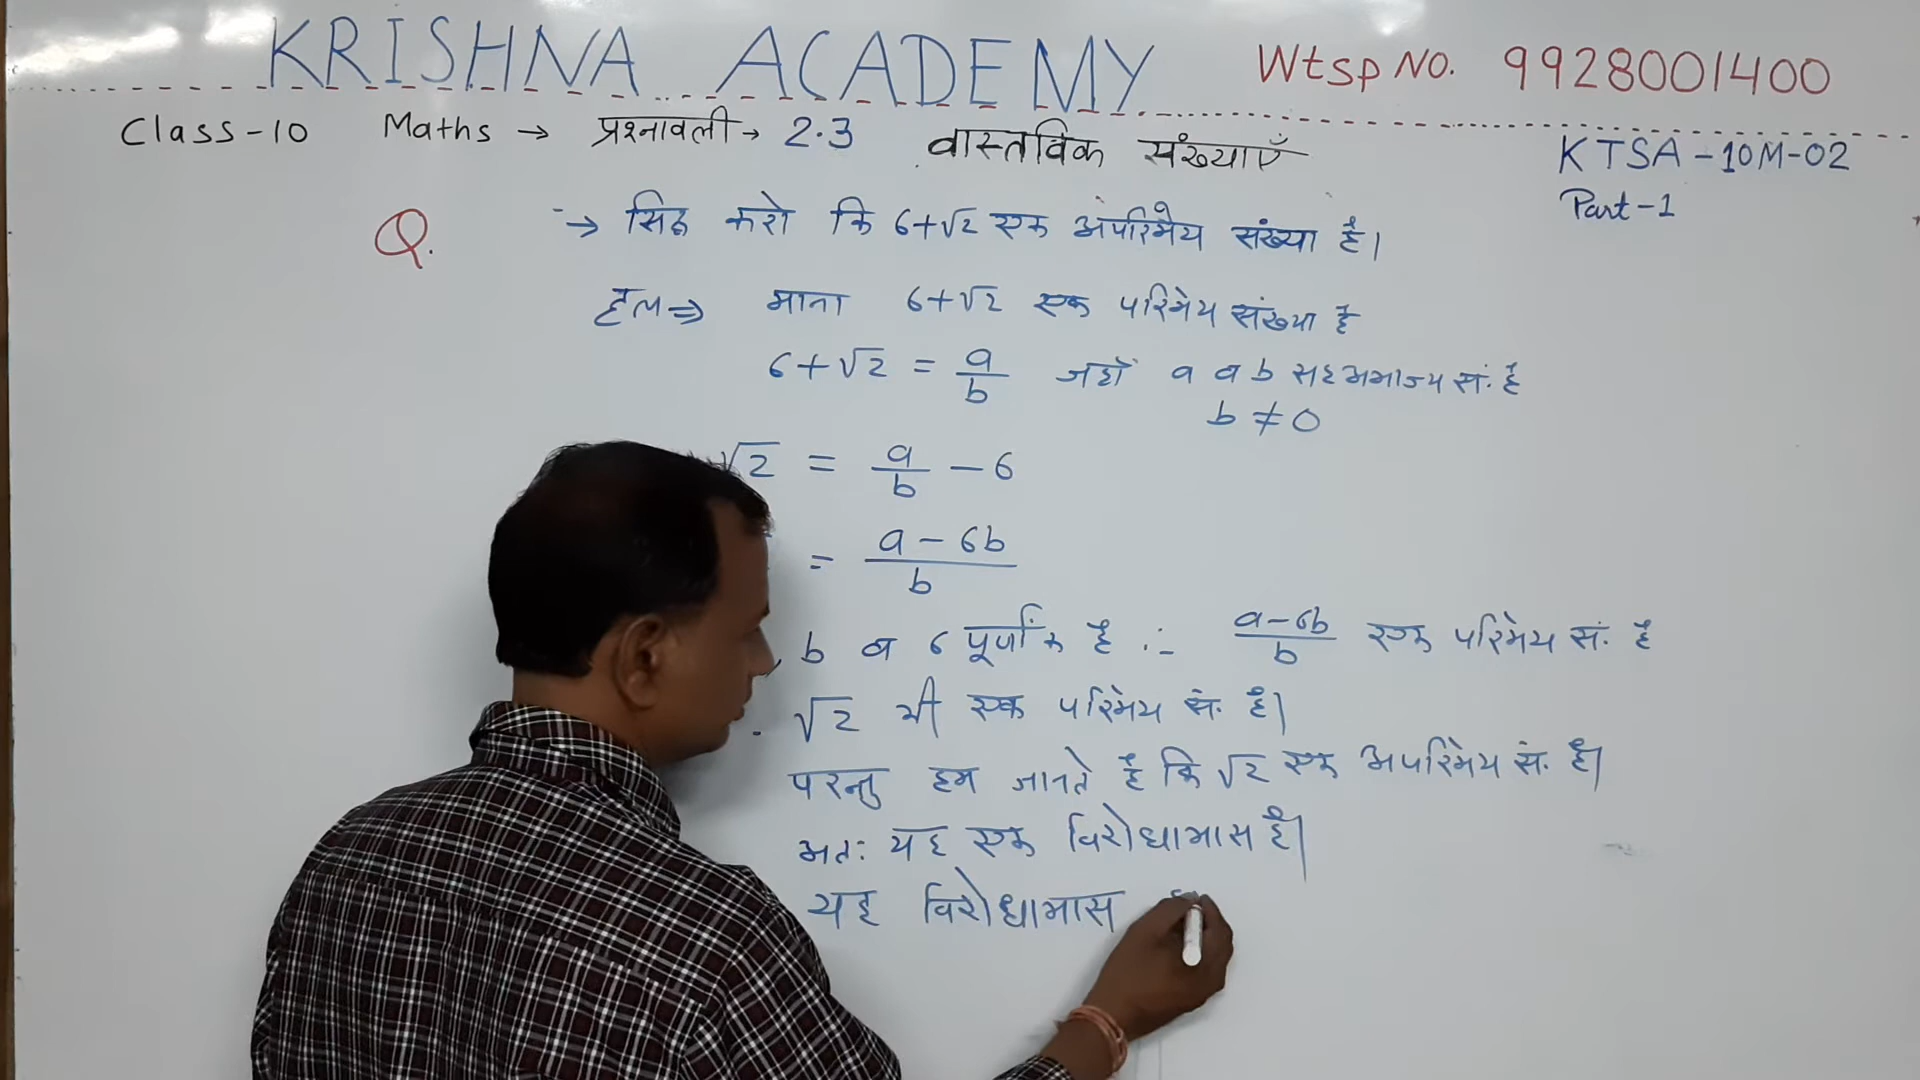 KRISHNA ACADEMY Wtsp NO. 9928001400
Class-10 Maths → प्रश्नावली → 2.3 वास्तविक संख्याएँ
KTSA-10M-02
Part-1
Q. → सिद्ध करो कि 6+√2 एक अपरिमेय संख्या है।
हल ⇒ माना 6+√2 एक परिमेय संख्या है
6+√2 = a/b जहाँ a व b सहअभाज्य सं. है
b ≠ 0
√2 = a/b - 6
= a-6b/b
, b व 6 पूर्णांक है ∴ a-6b/b एक परिमेय सं. है
√2 भी एक परिमेय सं. है।
परन्तु हम जानते है कि √2 एक अपरिमेय सं. है।
अतः यह एक विरोधाभास है।
यह विरोधाभास